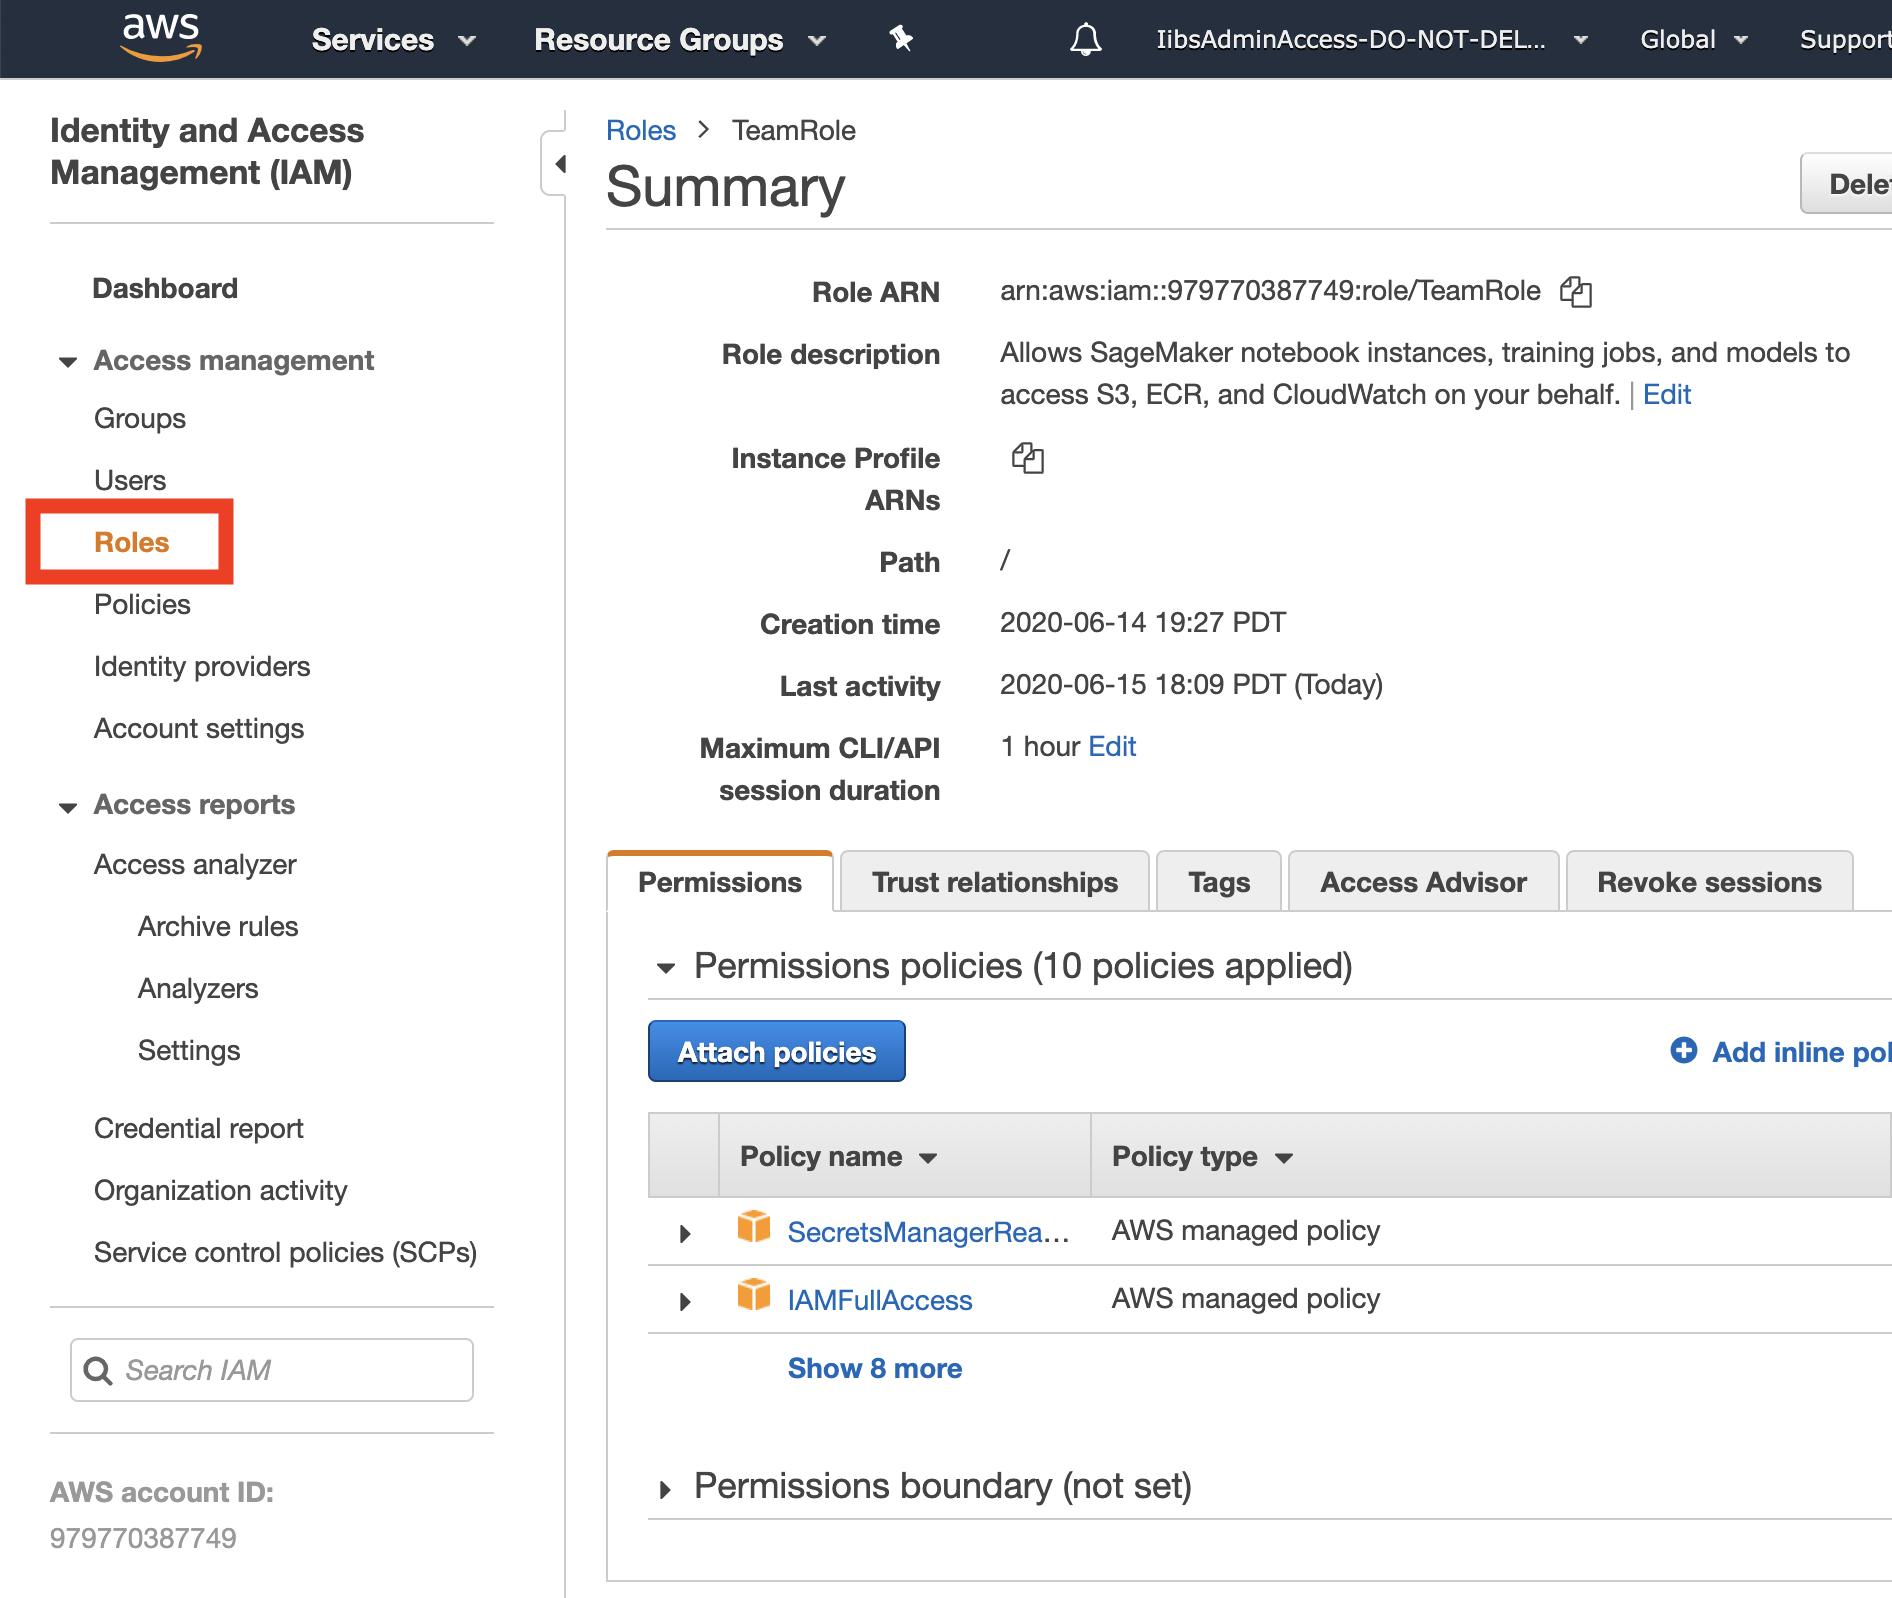 aws
Services
Resource Groups
IibsAdminAccess-DO-NOT-DEL...
Global
Support
Identity and Access
Management (IAM)
Dashboard
Access management
Groups
Users
Roles
Policies
Identity providers
Account settings
Access reports
Access analyzer
Archive rules
Analyzers
Settings
Credential report
Organization activity
Service control policies (SCPs)
Search IAM
AWS account ID:
979770387749
Roles > TeamRole
Summary
Dele
Role ARN
arn:aws:iam::979770387749:role/TeamRole
Role description
Allows SageMaker notebook instances, training jobs, and models to
access S3, ECR, and CloudWatch on your behalf. | Edit
Instance Profile
ARNs
Path
/
Creation time
2020-06-14 19:27 PDT
Last activity
2020-06-15 18:09 PDT (Today)
Maximum CLI/API
session duration
1 hour Edit
Permissions
Trust relationships
Tags
Access Advisor
Revoke sessions
Permissions policies (10 policies applied)
Attach policies
Add inline pol
Policy name
Policy type
SecretsManagerRea...
AWS managed policy
IAMFullAccess
AWS managed policy
Show 8 more
Permissions boundary (not set)